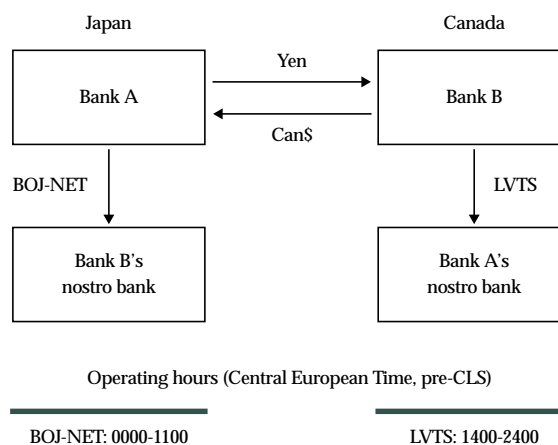 Japan
Canada
Yen
Bank A
Bank B
Can$
BOJ-NET
LVTS
Bank B's
nostro bank
Bank A's
nostro bank
Operating hours (Central European Time, pre-CLS)
BOJ-NET: 0000-1100
LVTS: 1400-2400